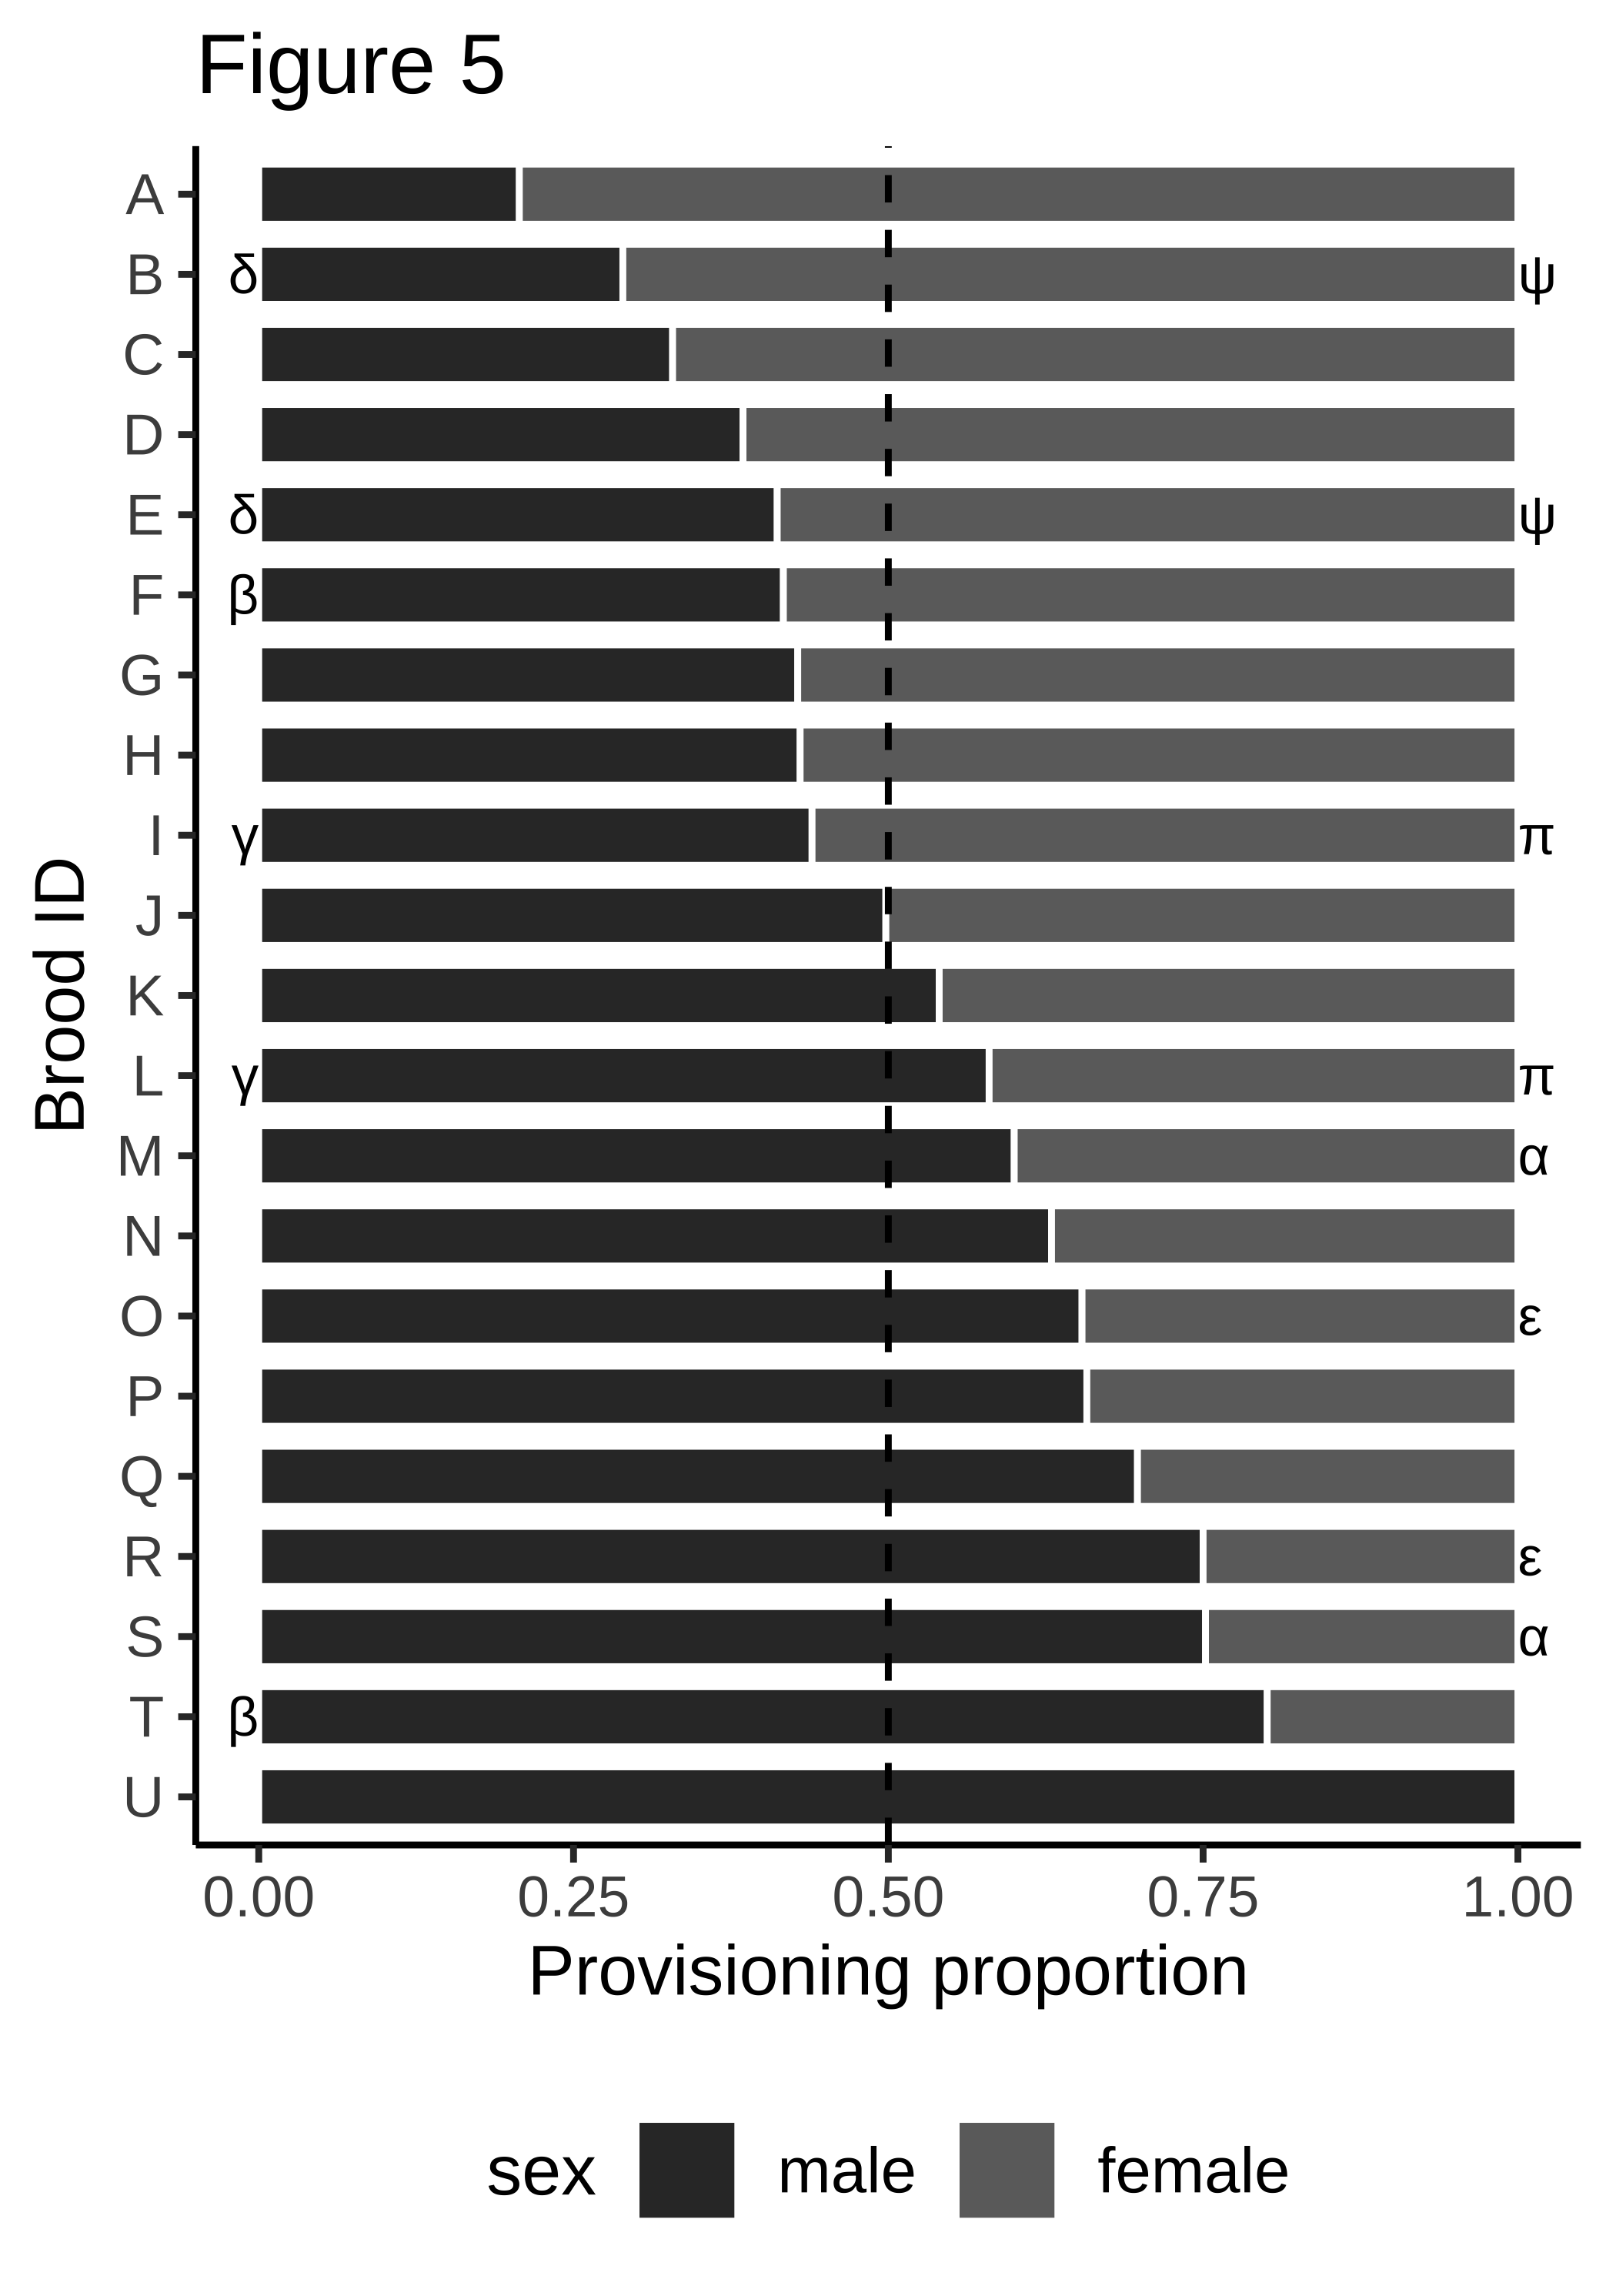 Figure 5
A
B δ ψ
C
D
E δ ψ
F β
G
H
I γ π
J
K
L γ π
M α
N
O ε
P
Q
R ε
S α
T β
U
Brood ID
0.00 0.25 0.50 0.75 1.00
Provisioning proportion
sex male female